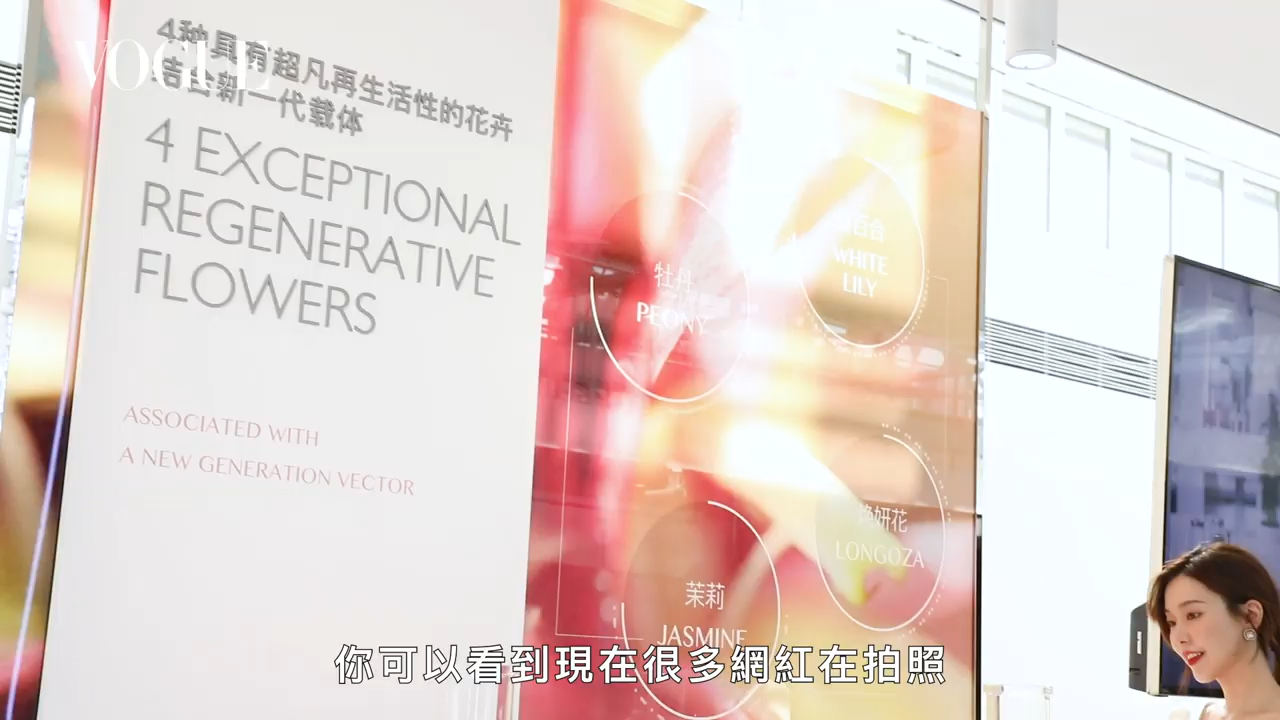 VOGUE
4种具有超凡再生活性的花卉
结合新一代载体
4 EXCEPTIONAL
REGENERATIVE
FLOWERS
ASSOCIATED WITH
A NEW GENERATION VECTOR
牡丹
PEONY
百合
WHITE
LILY
妍花
LONGOZA
茉莉
JASMINE
你可以看到現在很多網紅在拍照